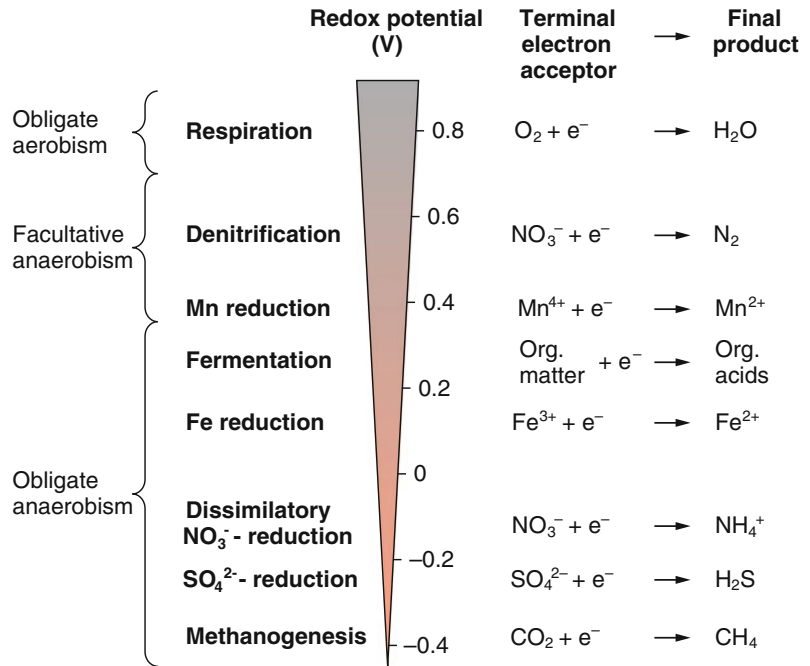 Redox potential (V) Terminal electron acceptor → Final product
Obligate aerobism
Respiration 0.8 O₂ + e⁻ → H₂O
0.6
Facultative anaerobism
Denitrification NO₃⁻ + e⁻ → N₂
0.4
Mn reduction Mn⁴⁺ + e⁻ → Mn²⁺
Fermentation Org. matter + e⁻ → Org. acids
0.2
Fe reduction Fe³⁺ + e⁻ → Fe²⁺
0
Obligate anaerobism
Dissimilatory NO₃⁻- reduction NO₃⁻ + e⁻ → NH₄⁺
–0.2
SO₄²⁻- reduction SO₄²⁻ + e⁻ → H₂S
Methanogenesis –0.4 CO₂ + e⁻ → CH₄